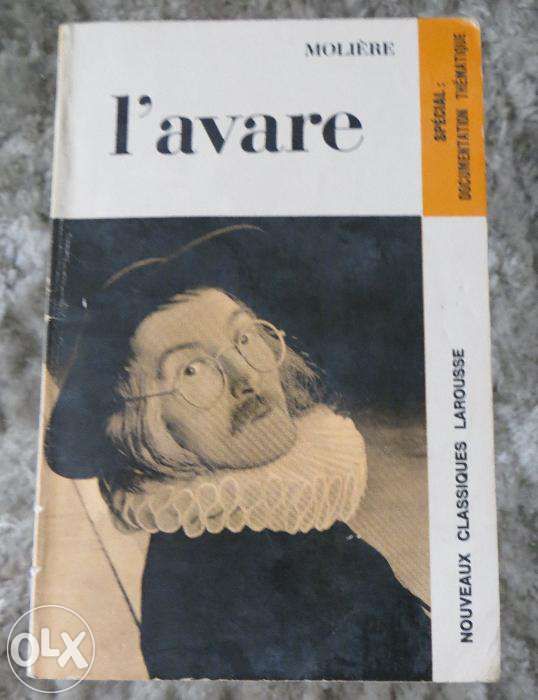 MOLIÈRE
l'avare
SPÉCIAL :
DOCUMENTATION THÉMATIQUE
NOUVEAUX CLASSIQUES LAROUSSE
OLX